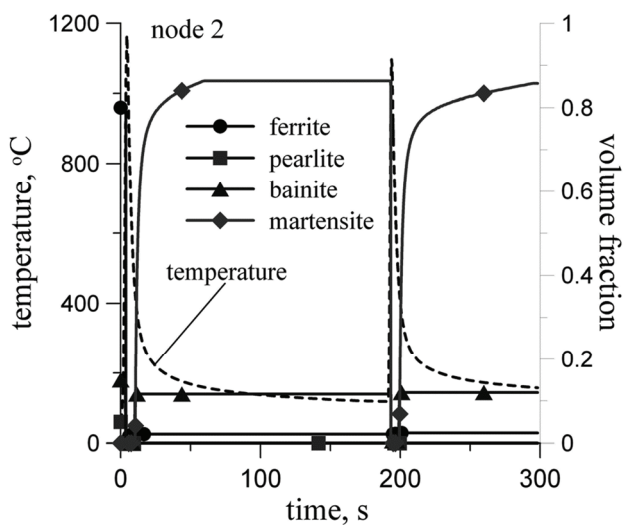 node 2
1200
800
400
0
temperature, °C
ferrite
pearlite
bainite
martensite
temperature
1
0.8
0.6
0.4
0.2
0
volume fraction
0
100
200
300
time, s